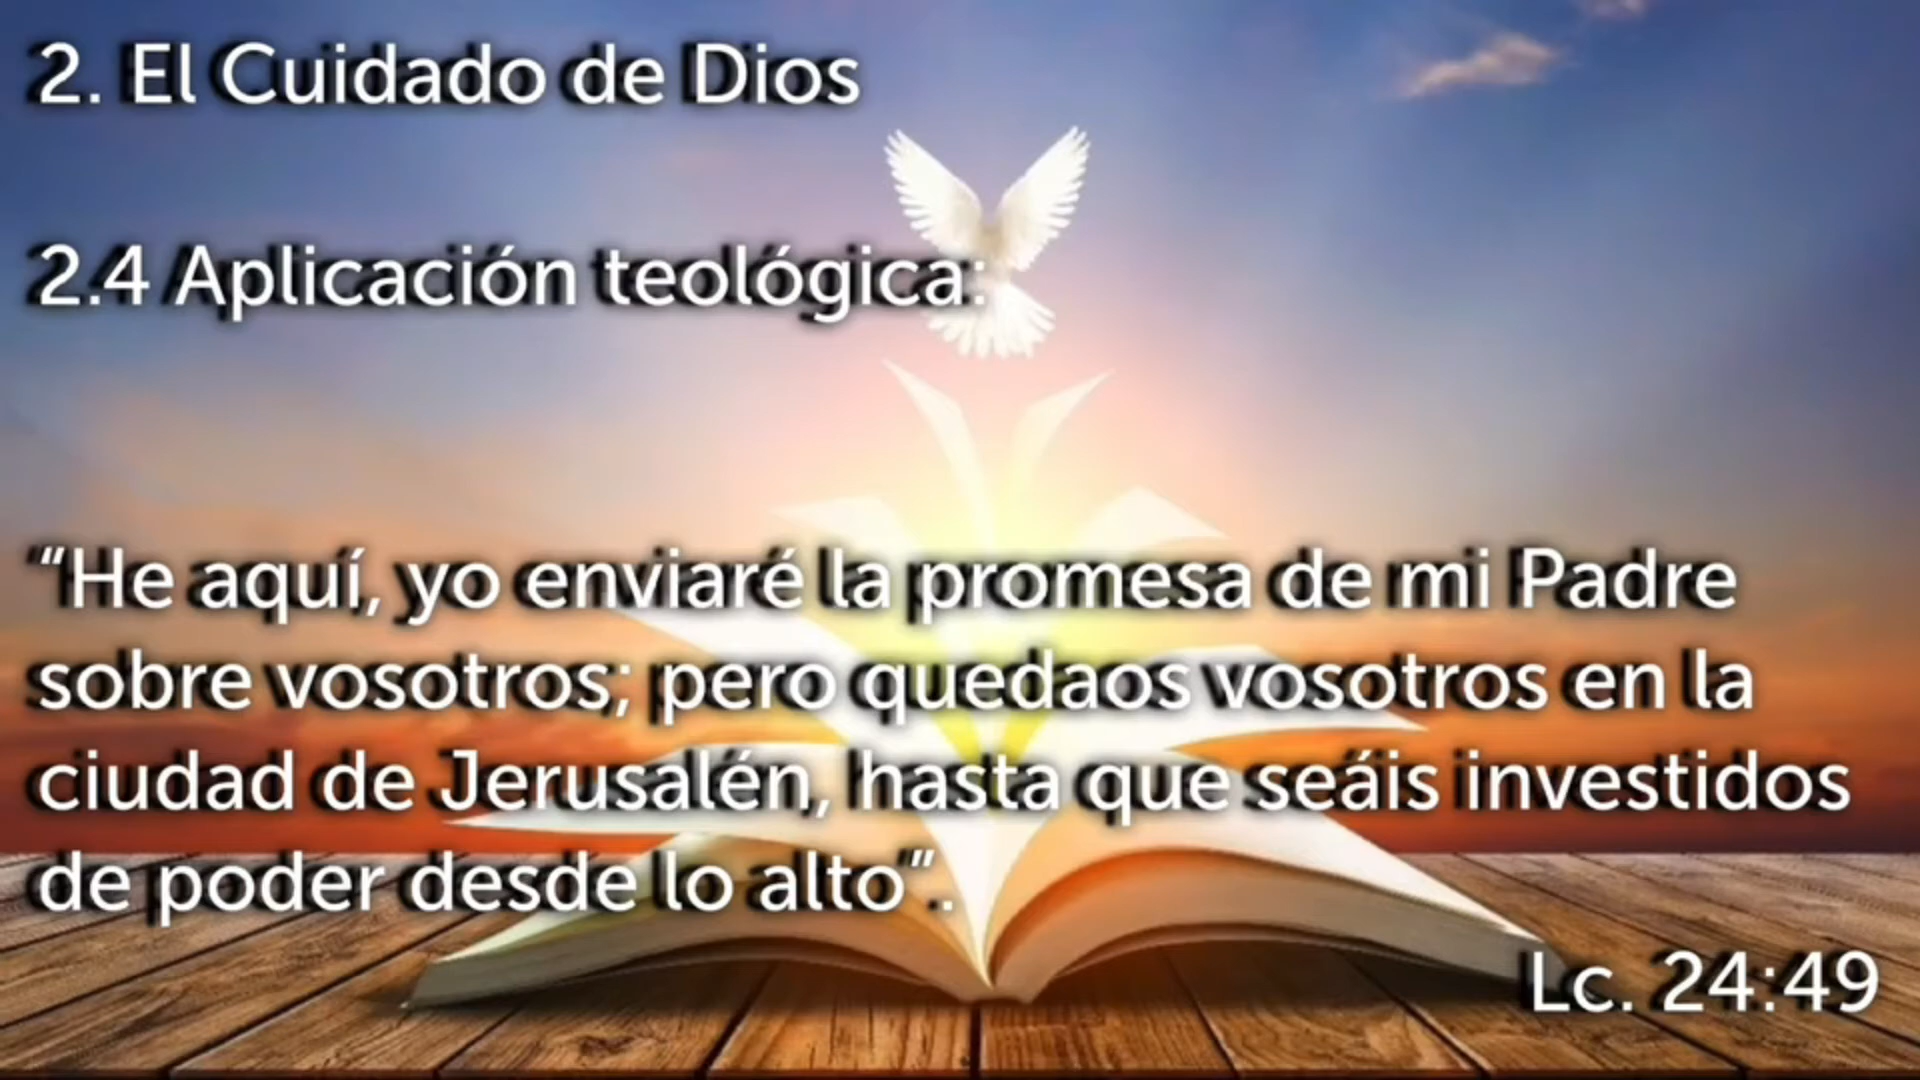 2. El Cuidado de Dios
2.4 Aplicación teológica:
“He aquí, yo enviaré la promesa de mi Padre
sobre vosotros; pero quedaos vosotros en la
ciudad de Jerusalén, hasta que seáis investidos
de poder desde lo alto”.
Lc. 24:49